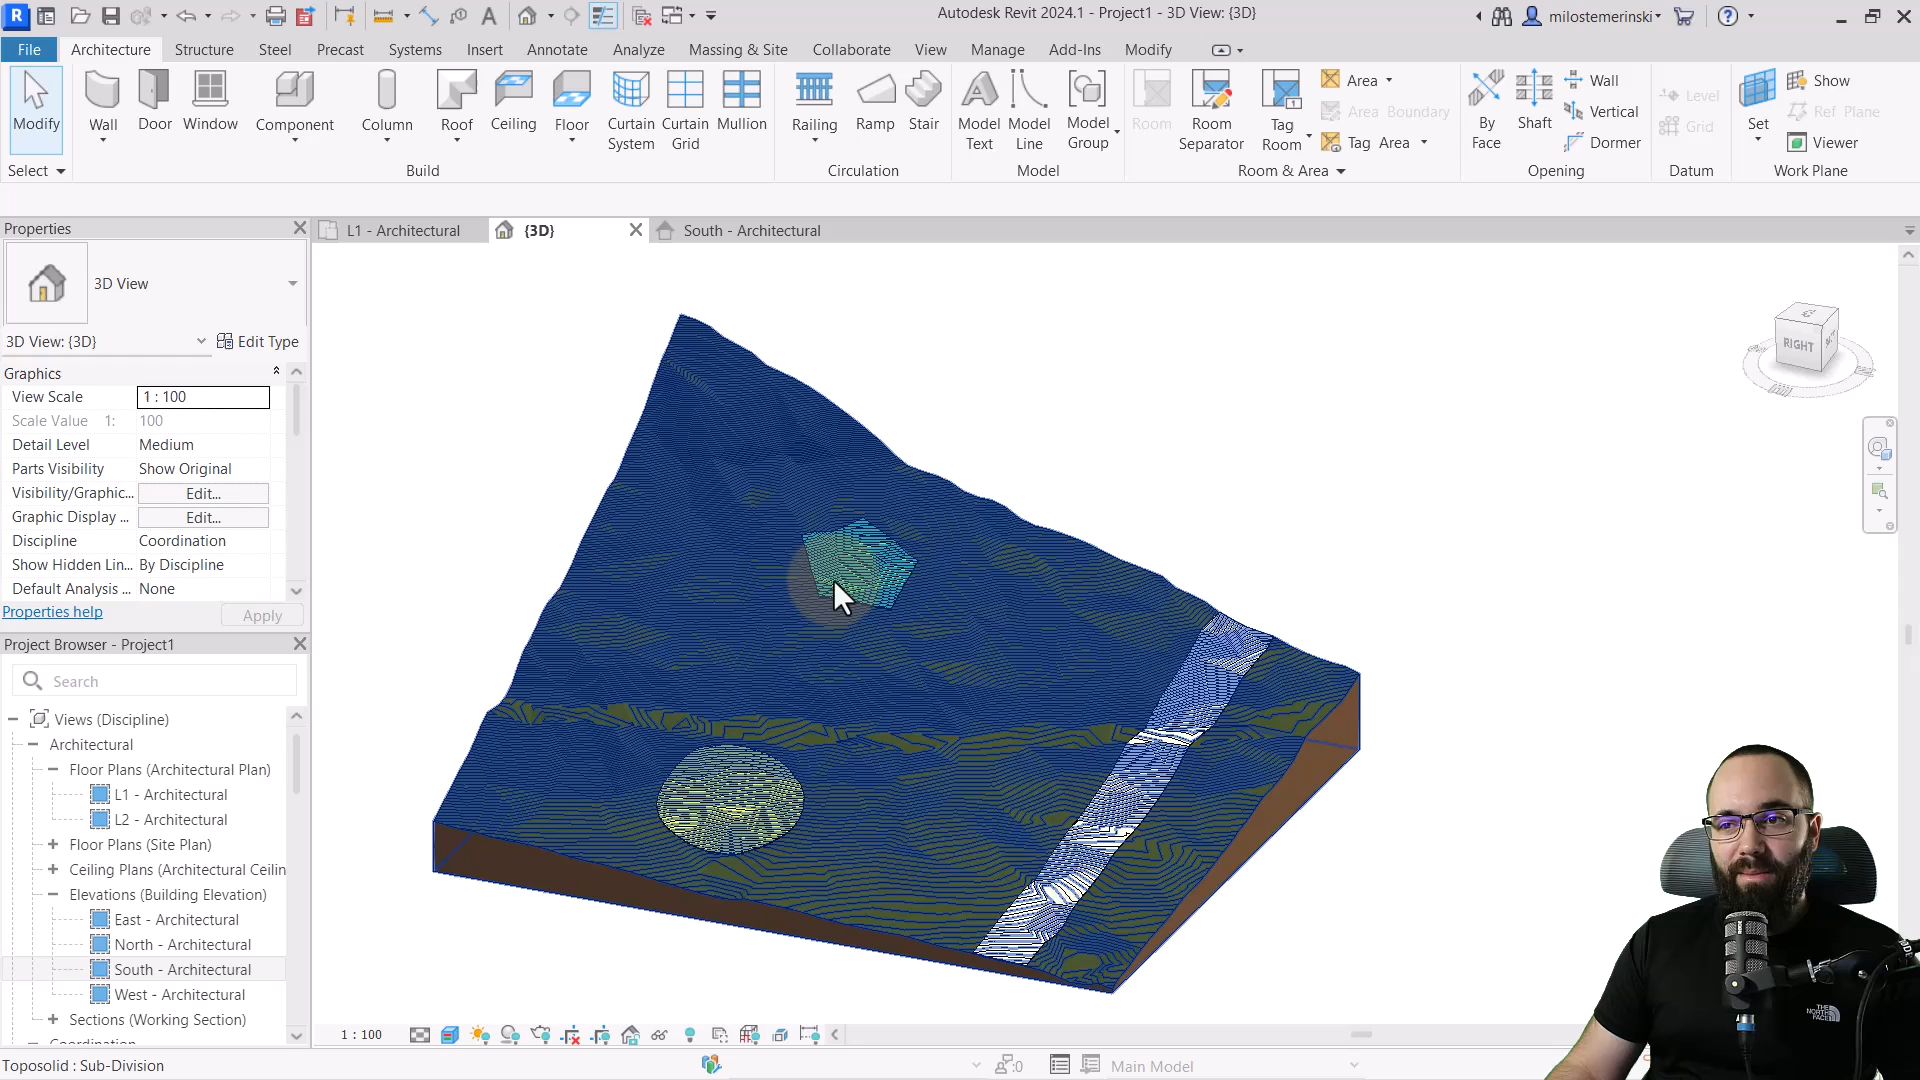 Autodesk Revit 2024.1 - Project1 - 3D View: {3D}
milostemerinski
File Architecture Structure Steel Precast Systems Insert Annotate Analyze Massing & Site Collaborate View Manage Add-Ins Modify
Modify Wall Door Window Component Column Roof Ceiling Floor Curtain System Curtain Grid Mullion Railing Ramp Stair Model Text Model Line Model Group Room Room Separator Tag Room
Area
Area Boundary
Tag Area
By Face Shaft
Wall
Vertical
Dormer
Level
Grid
Set
Show
Ref Plane
Viewer
Select Build Circulation Model Room & Area Opening Datum Work Plane
Properties
L1 - Architectural {3D} South - Architectural
3D View
3D View: {3D} Edit Type
Graphics
View Scale 1 : 100
Scale Value 1: 100
Detail Level Medium
Parts Visibility Show Original
Visibility/Graphic... Edit...
Graphic Display ... Edit...
Discipline Coordination
Show Hidden Lin... By Discipline
Default Analysis ... None
Properties help Apply
RIGHT
Project Browser - Project1
Search
Views (Discipline)
Architectural
Floor Plans (Architectural Plan)
L1 - Architectural
L2 - Architectural
Floor Plans (Site Plan)
Ceiling Plans (Architectural Ceilin
Elevations (Building Elevation)
East - Architectural
North - Architectural
South - Architectural
West - Architectural
Sections (Working Section)
Coordination
1 : 100
Toposolid : Sub-Division
:0
Main Model
THE NORTH FACE